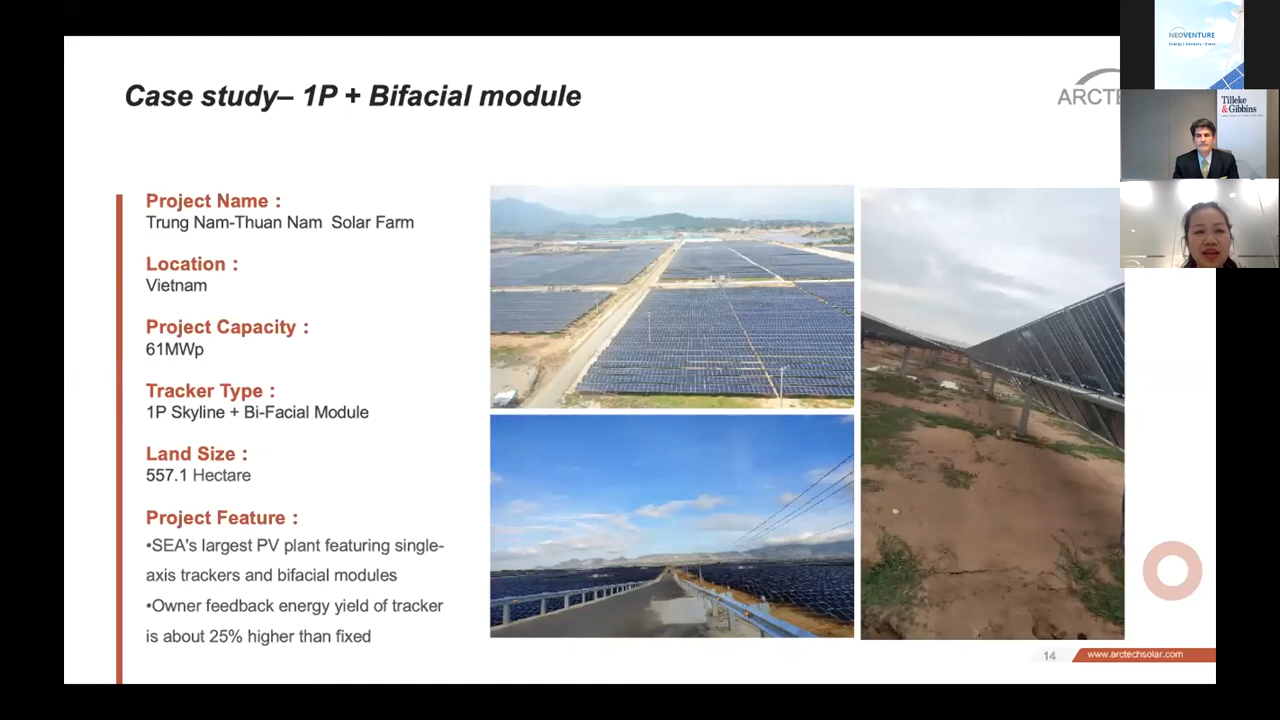 Case study– 1P + Bifacial module
ARCTE
NEOVENTURE
Energy | Advisory | Event
Tilleke
& Gibbins
Project Name :
Trung Nam-Thuan Nam Solar Farm
Location :
Vietnam
Project Capacity :
61MWp
Tracker Type :
1P Skyline + Bi-Facial Module
Land Size :
557.1 Hectare
Project Feature :
•SEA's largest PV plant featuring single-
axis trackers and bifacial modules
•Owner feedback energy yield of tracker
is about 25% higher than fixed
14
www.arctechsolar.com